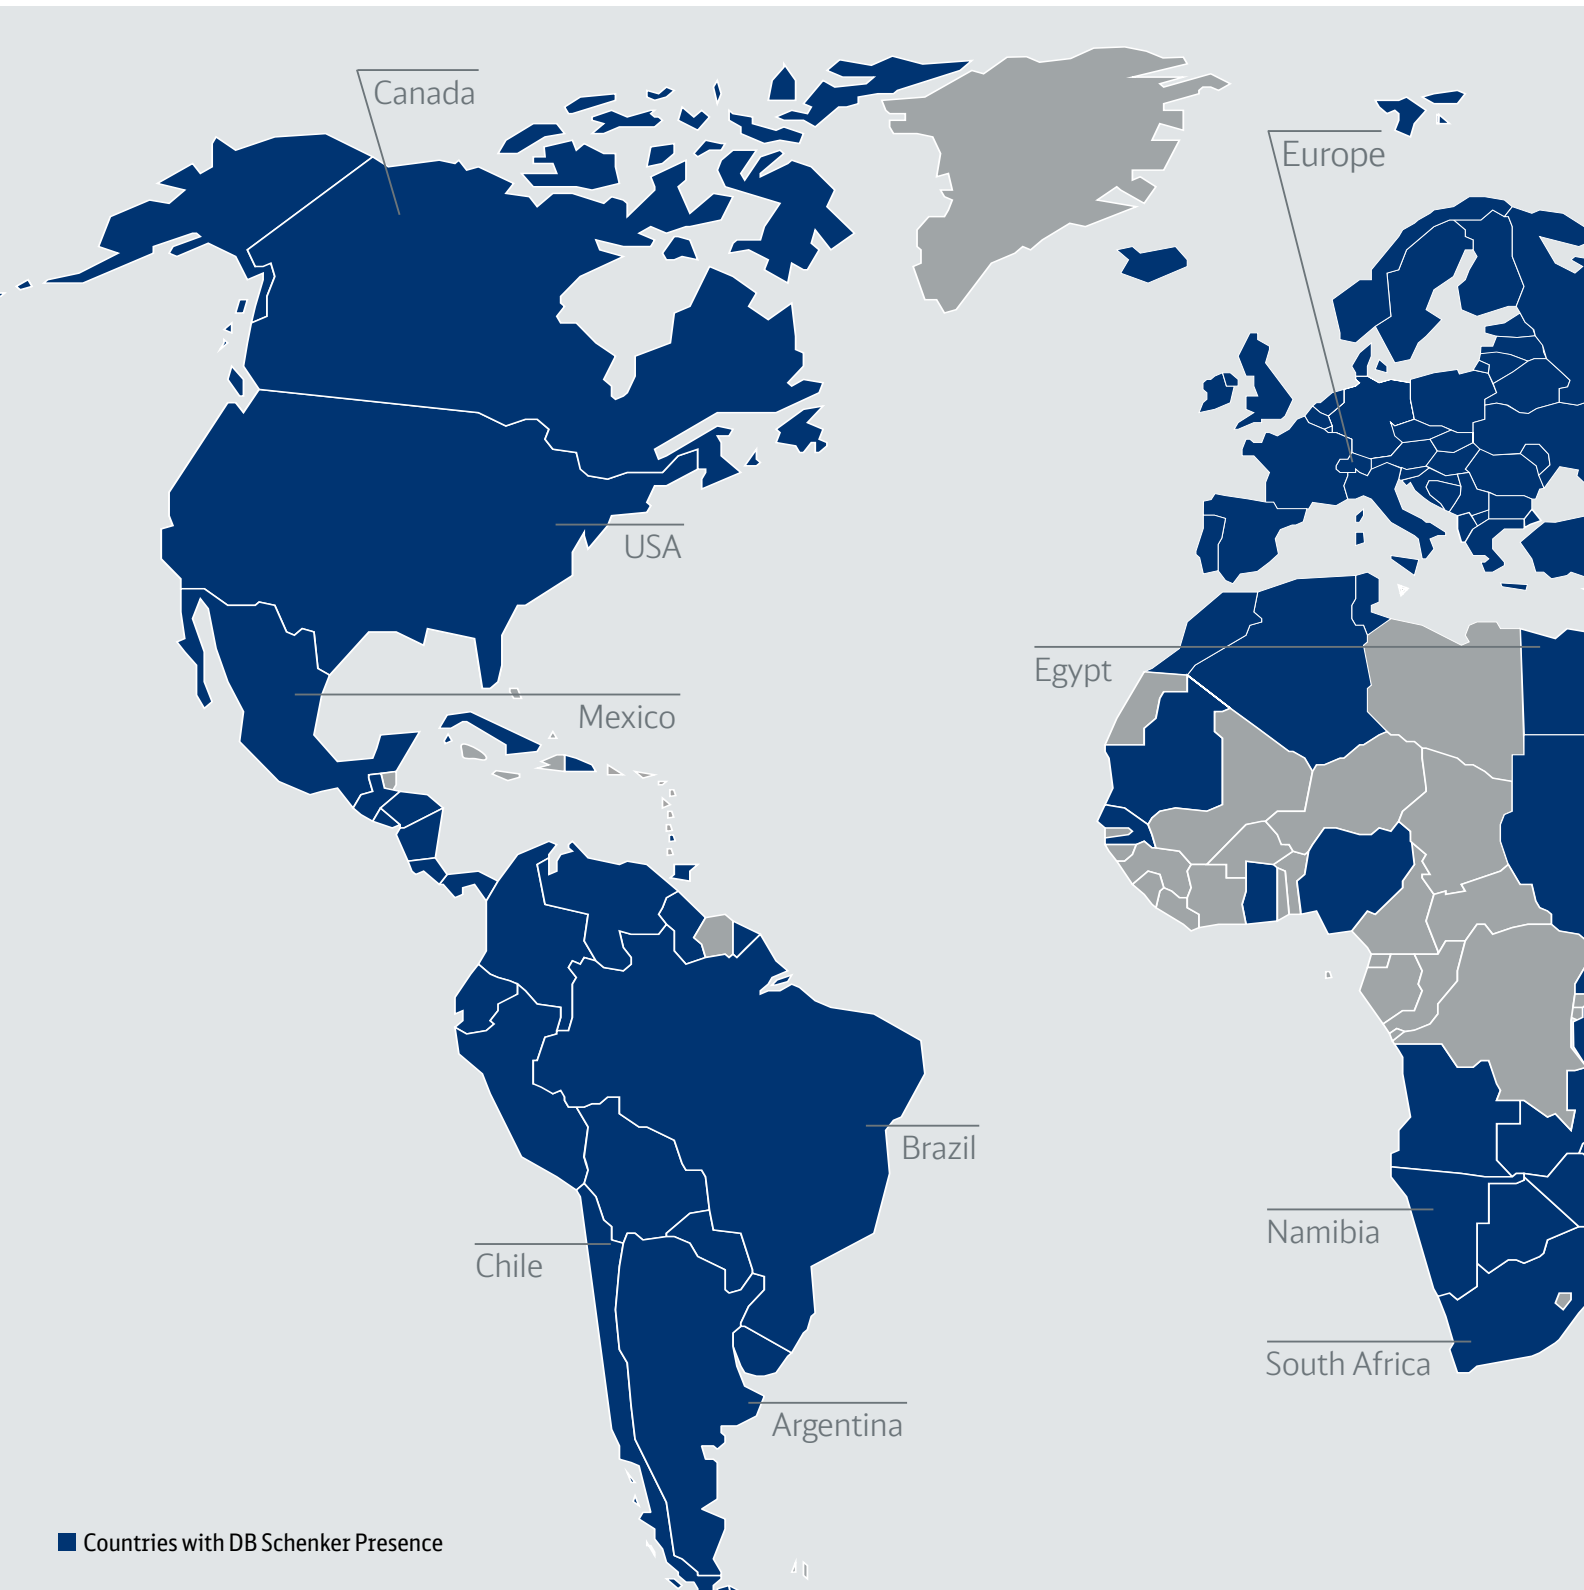 Canada
Europe
USA
Egypt
Mexico
Brazil
Namibia
Chile
South Africa
Argentina
Countries with DB Schenker Presence